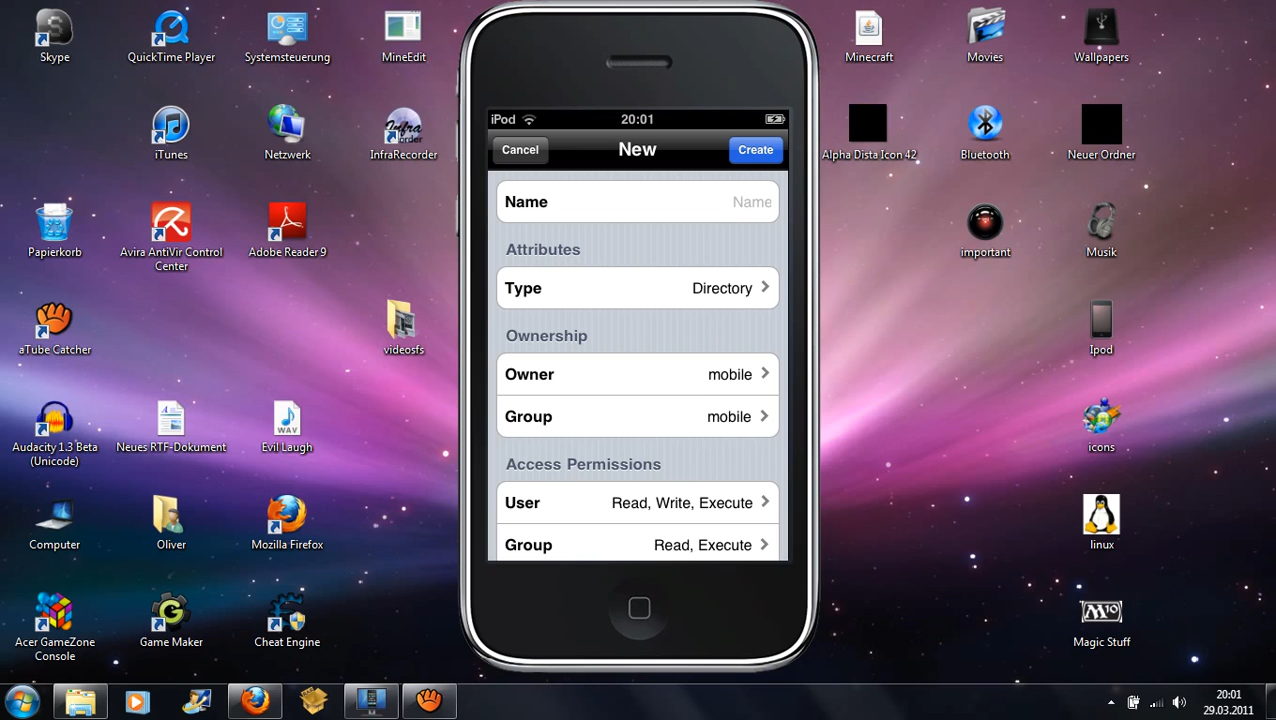 Skype
QuickTime Player
Systemsteuerung
MineEdit
Minecraft
Movies
Wallpapers
iTunes
Netzwerk
InfraRecorder
Alpha Dista Icon 42
Bluetooth
Neuer Ordner
Papierkorb
Avira AntiVir Control
Center
Adobe Reader 9
important
Musik
aTube Catcher
videosfs
Ipod
Audacity 1.3 Beta
(Unicode)
Neues RTF-Dokument
WAV
Evil Laugh
icons
Computer
Oliver
Mozilla Firefox
linux
Acer GameZone
Console
Game Maker
Cheat Engine
Magic Stuff
iPod
20:01
Cancel
New
Create
Name
Name
Attributes
Type Directory
Ownership
Owner mobile
Group mobile
Access Permissions
User Read, Write, Execute
Group Read, Execute
20:01
29.03.2011